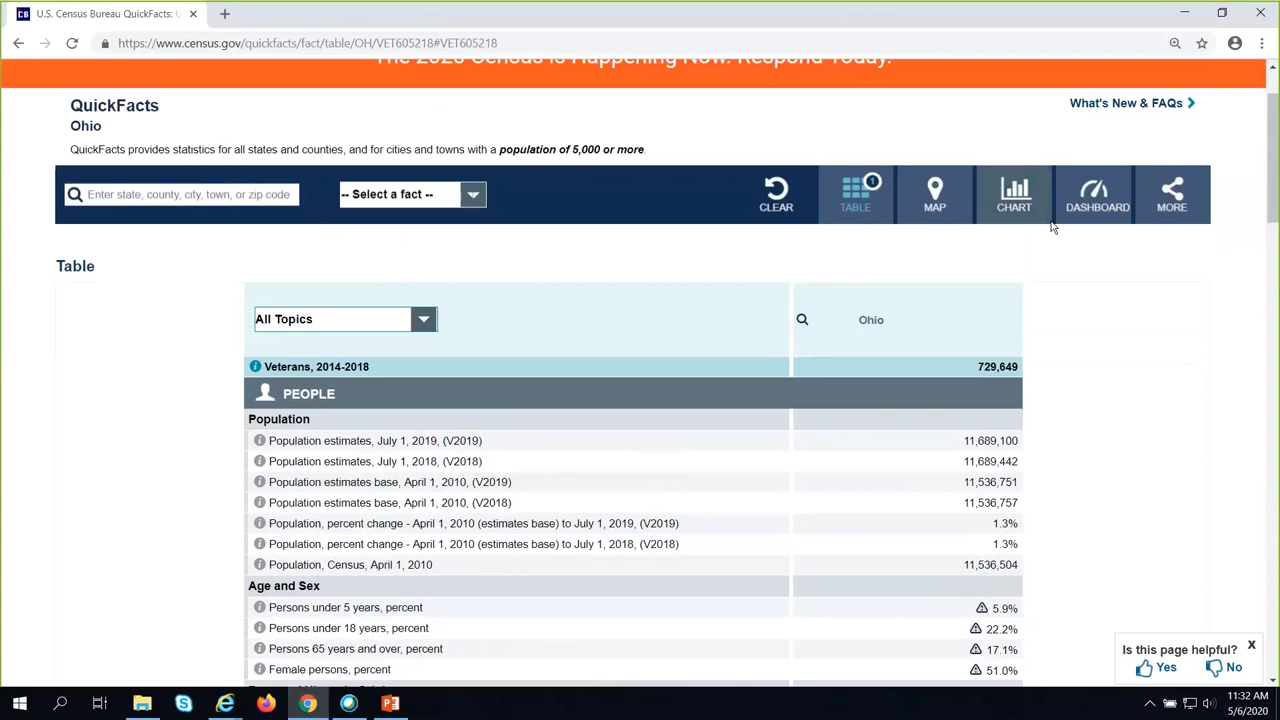 U.S. Census Bureau QuickFacts:
https://www.census.gov/quickfacts/fact/table/OH/VET605218#VET605218
The 2020 Census is Happening Now. Respond Today.
QuickFacts
What's New & FAQs
Ohio
QuickFacts provides statistics for all states and counties, and for cities and towns with a population of 5,000 or more.
Enter state, county, city, town, or zip code
-- Select a fact --
CLEAR
1
TABLE
MAP
CHART
DASHBOARD
MORE
Table
All Topics
Ohio
Veterans, 2014-2018 729,649
PEOPLE
Population
Population estimates, July 1, 2019, (V2019) 11,689,100
Population estimates, July 1, 2018, (V2018) 11,689,442
Population estimates base, April 1, 2010, (V2019) 11,536,751
Population estimates base, April 1, 2010, (V2018) 11,536,757
Population, percent change - April 1, 2010 (estimates base) to July 1, 2019, (V2019) 1.3%
Population, percent change - April 1, 2010 (estimates base) to July 1, 2018, (V2018) 1.3%
Population, Census, April 1, 2010 11,536,504
Age and Sex
Persons under 5 years, percent 5.9%
Persons under 18 years, percent 22.2%
Persons 65 years and over, percent 17.1%
Female persons, percent 51.0%
Is this page helpful? X
Yes No
11:32 AM
5/6/2020